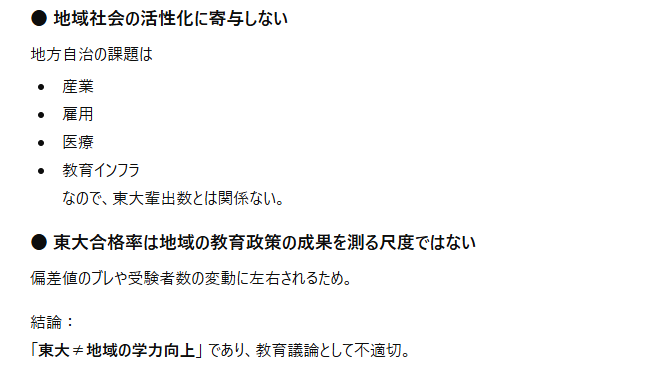 ● 地域社会の活性化に寄与しない
地方自治の課題は
• 産業
• 雇用
• 医療
• 教育インフラ
なので、東大輩出数とは関係ない。
● 東大合格率は地域の教育政策の成果を測る尺度ではない
偏差値のブレや受験者数の変動に左右されるため。
結論：
「東大≠地域の学力向上」であり、教育議論として不適切。